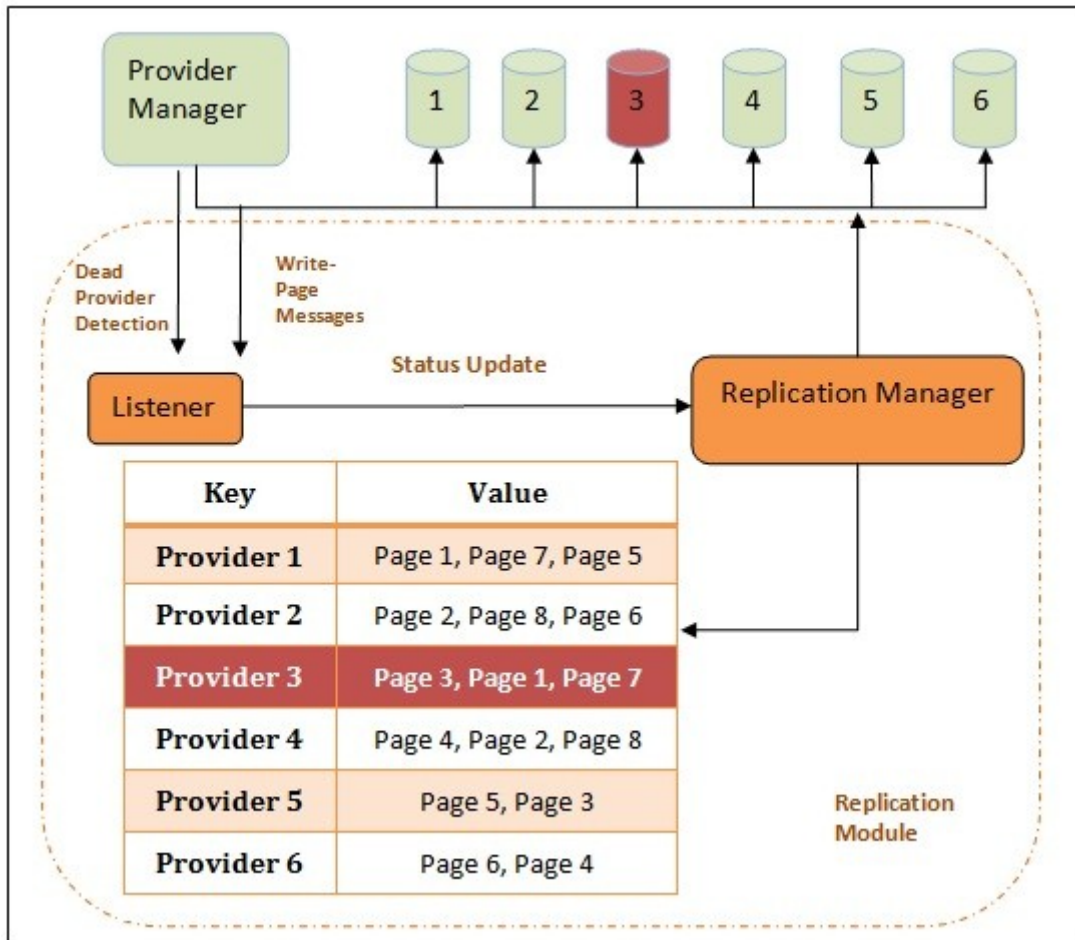 Provider
Manager
1
2
3
4
5
6
Dead
Provider
Detection
Write-
Page
Messages
Status Update
Listener
Replication Manager
Key Value
Provider 1 Page 1, Page 7, Page 5
Provider 2 Page 2, Page 8, Page 6
Provider 3 Page 3, Page 1, Page 7
Provider 4 Page 4, Page 2, Page 8
Provider 5 Page 5, Page 3
Provider 6 Page 6, Page 4
Replication
Module